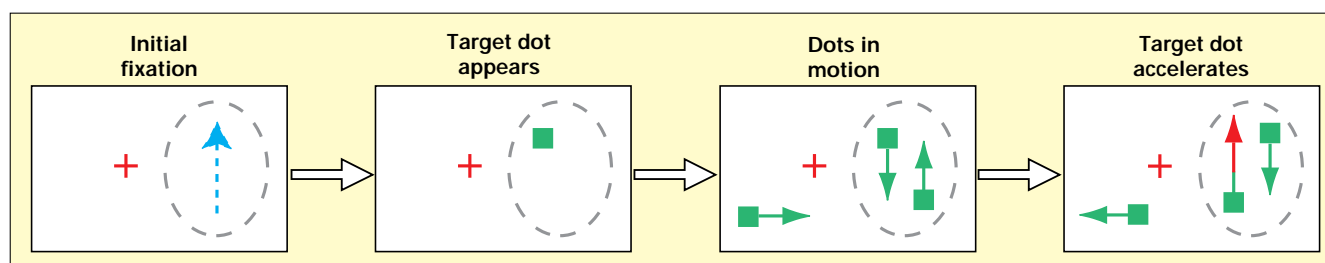 Initial
fixation
Target dot
appears
Dots in
motion
Target dot
accelerates